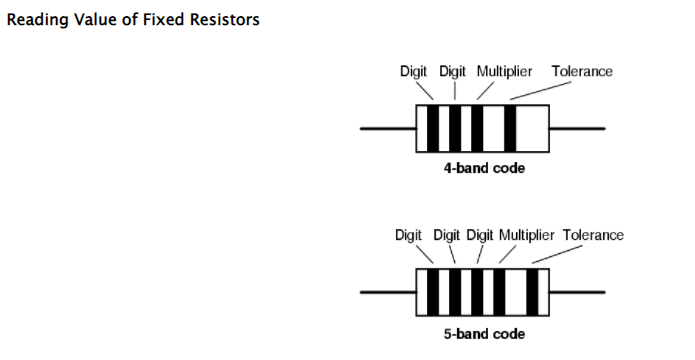 Reading Value of Fixed Resistors
Digit Digit Multiplier Tolerance
4-band code
Digit Digit Digit Multiplier Tolerance
5-band code